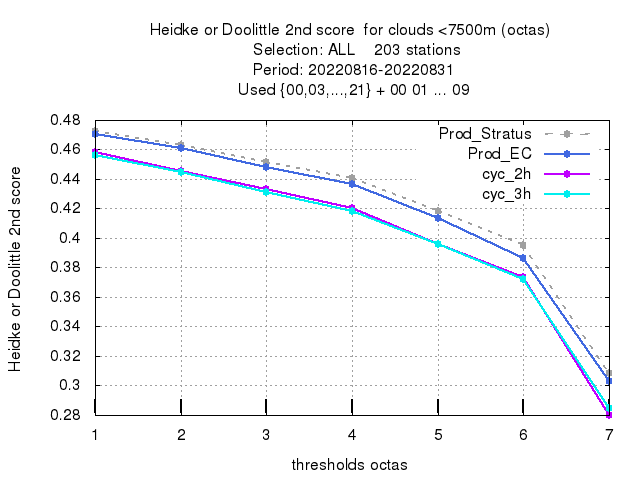 Heidke or Doolittle 2nd score  for clouds <7500m (octas)
Selection: ALL    203 stations
Period: 20220816-20220831
Used {00,03,...,21} + 00 01 ... 09
Heidke or Doolittle 2nd score
0.48
0.46
0.44
0.42
0.4
0.38
0.36
0.34
0.32
0.3
0.28
Prod_Stratus
Prod_EC
cyc_2h
cyc_3h
1 2 3 4 5 6 7
thresholds octas